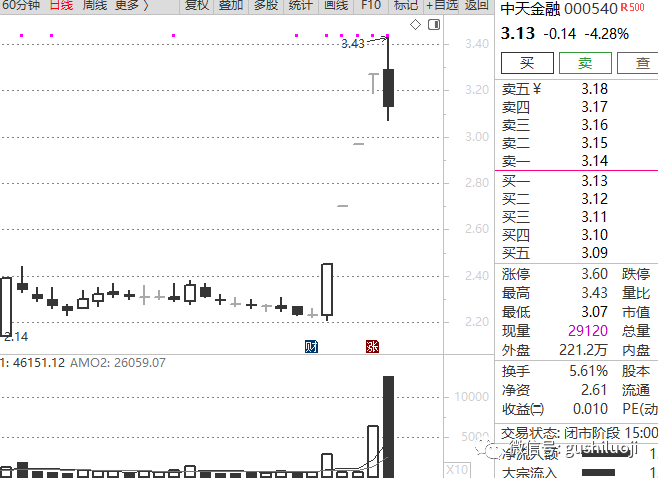 60分钟 日线 周线 更多 〉 复权 叠加 多股 统计 画线 F10 标记 +自选 返回
中天金融 000540 R500
3.13 -0.14 -4.28%
买 卖 查
卖五 ¥ 3.18
卖四 3.17
卖三 3.16
卖二 3.15
卖一 3.14
买一 3.13
买二 3.12
买三 3.11
买四 3.10
买五 3.09
涨停 3.60 跌停
最高 3.43 量比
最低 3.07 市值
现量 29120 总量
外盘 221.2万 内盘
换手 5.61% 股本
净资 2.61 流通
收益㈡ 0.010 PE(动
交易状态: 闭市阶段 15:00
净流入额 1
大宗流入 1
微信号: gushiluoji
3.43
3.40
3.20
3.00
2.80
2.60
2.40
2.20
2.14
财 涨
1: 46151.12 AMO2: 26059.07
10000
5000
X10